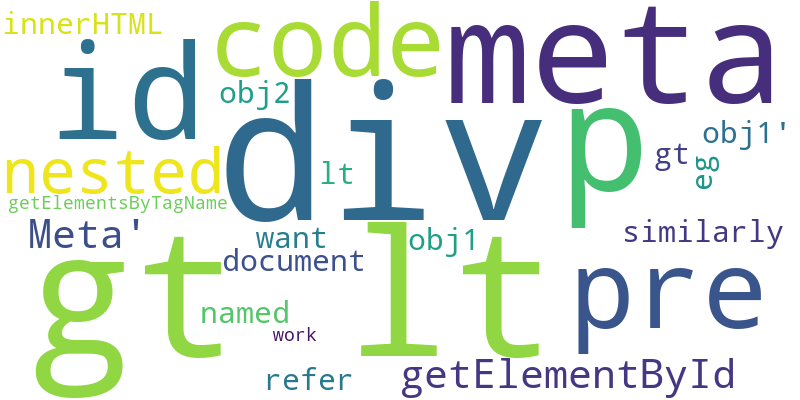 innerHTML
code
meta
id
obj2
div
p
obj1'
nested
lt
gt
eg
getElementsByTagName
Meta'
want
obj1
similarly
document
gt
lt
pre
named
work
refer
getElementById